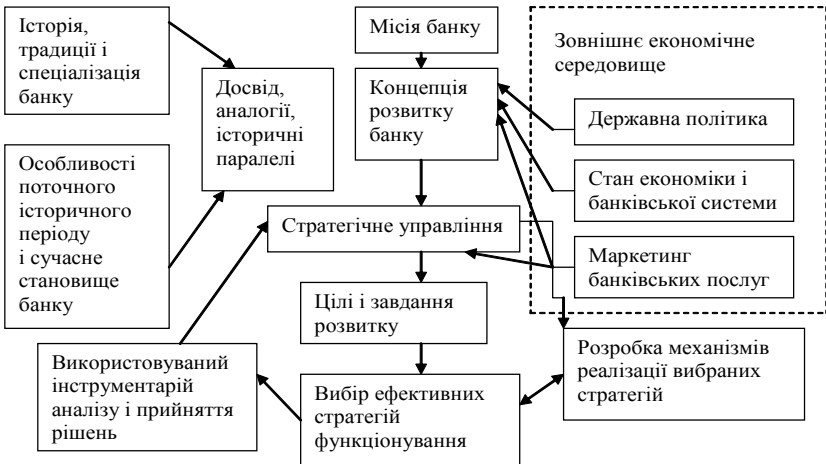 Історія,
традиції і
спеціалізація
банку
Досвід,
аналогії,
історичні
паралелі
Особливості
поточного
історичного
періоду
і сучасне
становище
банку
Місія банку
Концепція
розвитку
банку
Стратегічне управління
Цілі і завдання
розвитку
Вибір ефективних
стратегій
функціонування
Використовуваний
інструментарій
аналізу і прийняття
рішень
Зовнішнє економічне
середовище
Державна політика
Стан економіки і
банківської системи
Маркетинг
банківських послуг
Розробка механізмів
реалізації вибраних
стратегій